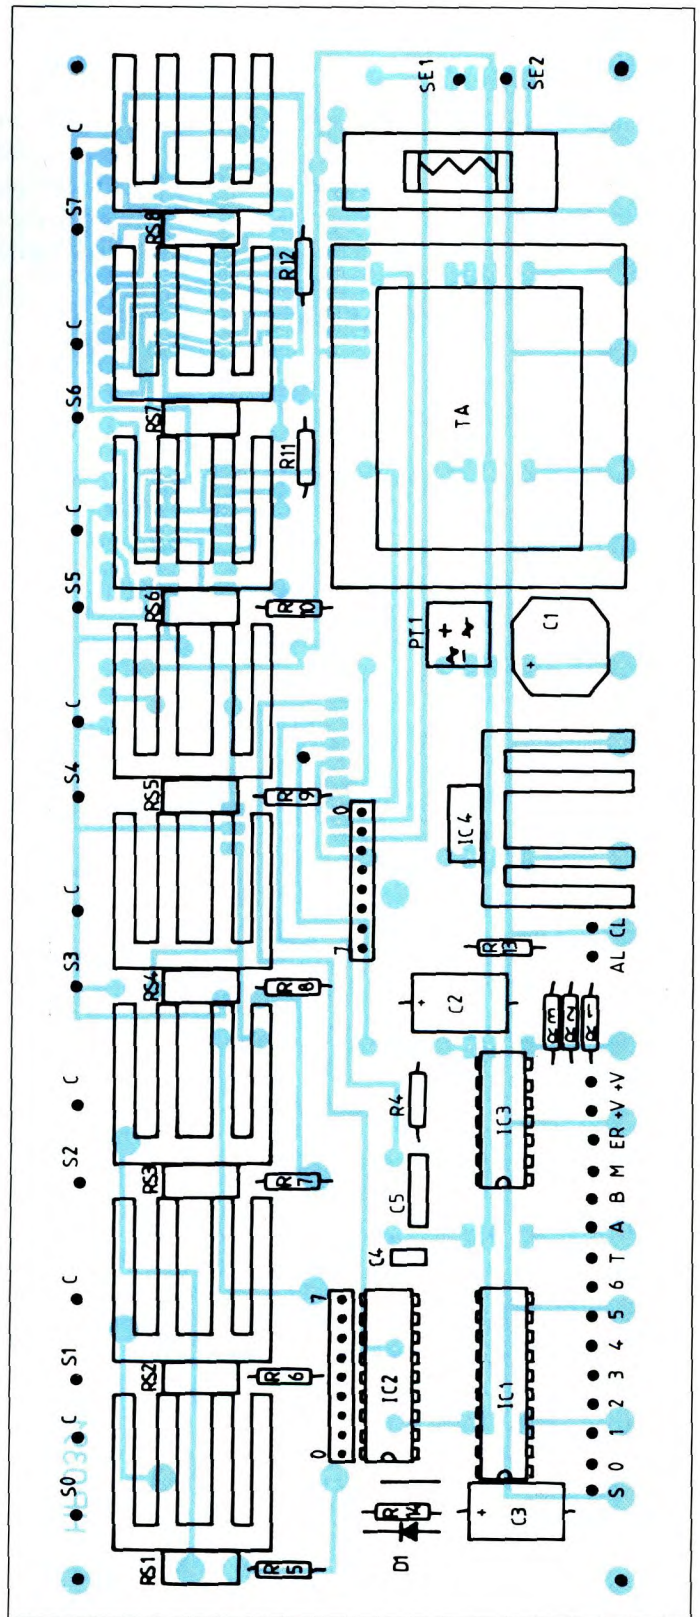 S0 C S1 C S2 C S3 C S4 C S5 C S6 C S7 C
RS1 RS2 RS3 RS4 RS5 RS6 RS7 RS8
R5 R6 R7 R8 R9 R10 R11 R12
0 7 7 0
D1 R14 IC2 C4 C5 R4 C2 PT1 + - TA SE1
+
C3 IC1 IC3 R13 IC4 C1 SE2
+ +
R3
R2
R1
S 0 1 2 3 4 5 6 T A B M ER +V +V AL CL